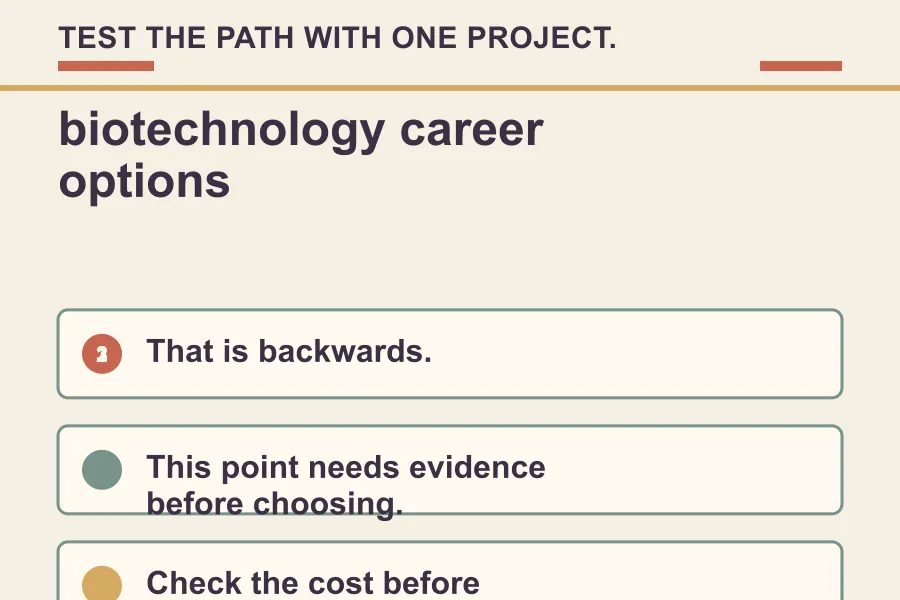 TEST THE PATH WITH ONE PROJECT.
biotechnology career
options
That is backwards.
This point needs evidence
before choosing.
Check the cost before